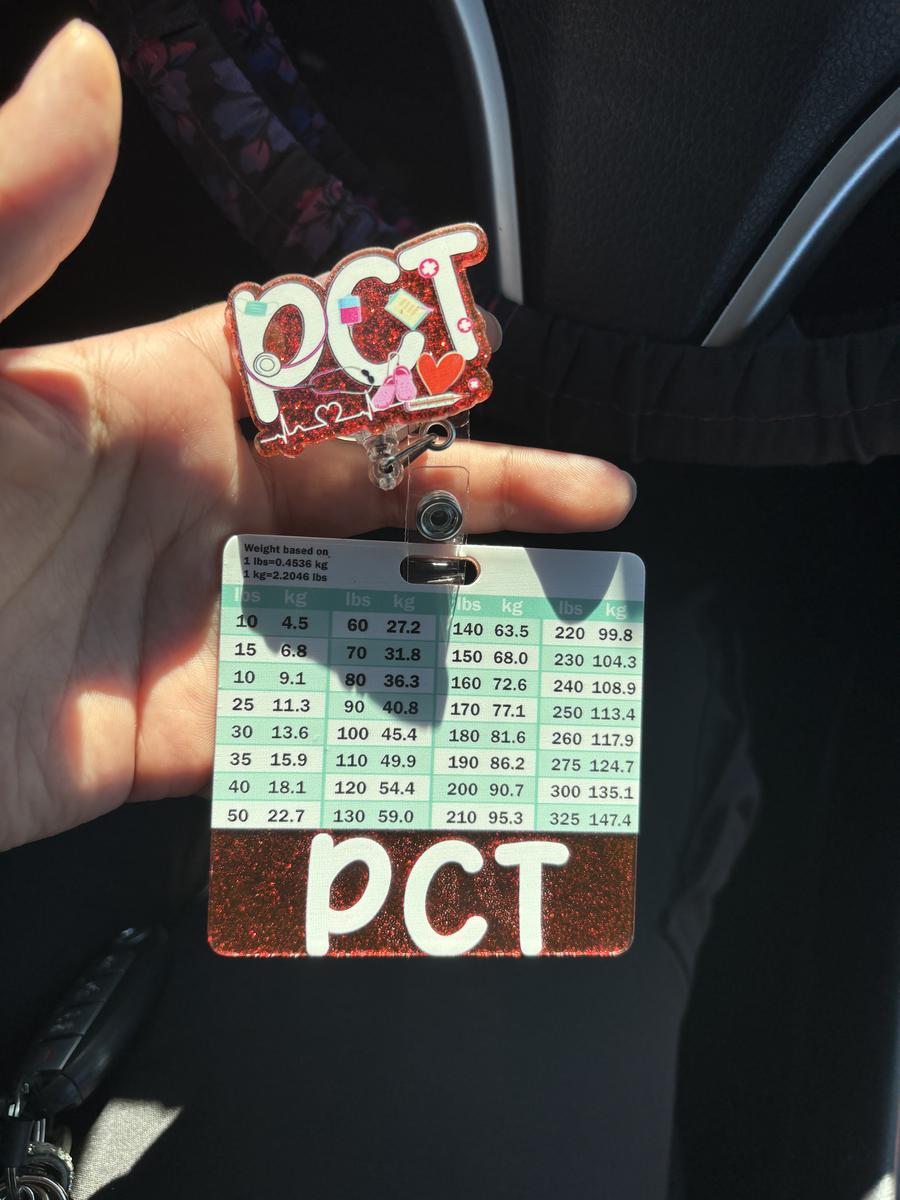 PCT
Weight based on
1 lbs=0.4536 kg
1 kg=2.2046 lbs
lbs kg lbs kg lbs kg lbs kg
10 4.5 60 27.2 140 63.5 220 99.8
15 6.8 70 31.8 150 68.0 230 104.3
10 9.1 80 36.3 160 72.6 240 108.9
25 11.3 90 40.8 170 77.1 250 113.4
30 13.6 100 45.4 180 81.6 260 117.9
35 15.9 110 49.9 190 86.2 275 124.7
40 18.1 120 54.4 200 90.7 300 135.1
50 22.7 130 59.0 210 95.3 325 147.4
PCT